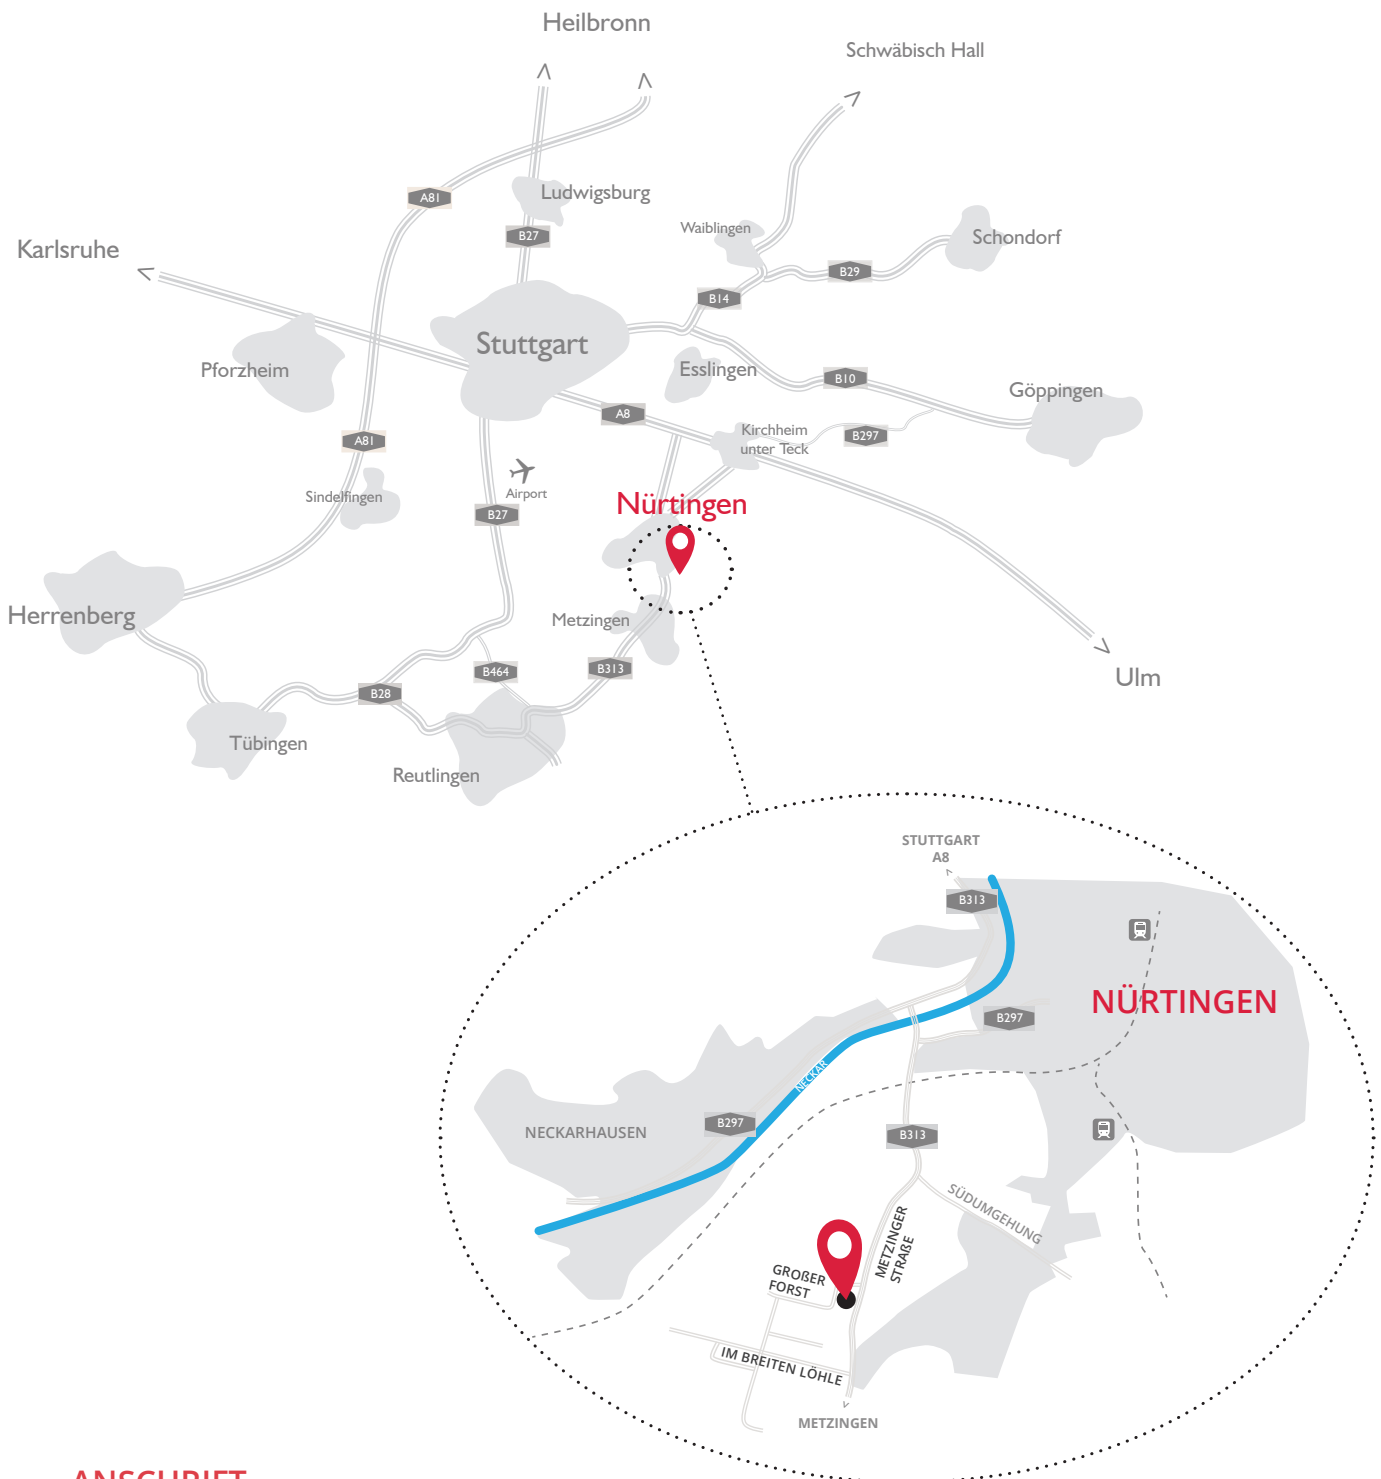 Heilbronn
Schwäbisch Hall
A81
Ludwigsburg
Waiblingen
B27
Schondorf
Karlsruhe
B29
B14
Stuttgart
Pforzheim
Esslingen
B10
Göppingen
A8
Kirchheim
unter Teck
B297
A81
Sindelfingen
Airport
Nürtingen
B27
Herrenberg
Metzingen
B464
B313
Ulm
B28
Tübingen
Reutlingen
STUTTGART
A8
B313
NÜRTINGEN
B297
NECKAR
B297
NECKARHAUSEN
B313
SÜDUMGEHUNG
METZINGER
STRAßE
GROßER
FORST
IM BREITEN LÖHLE
METZINGEN
ANSCHRIFT